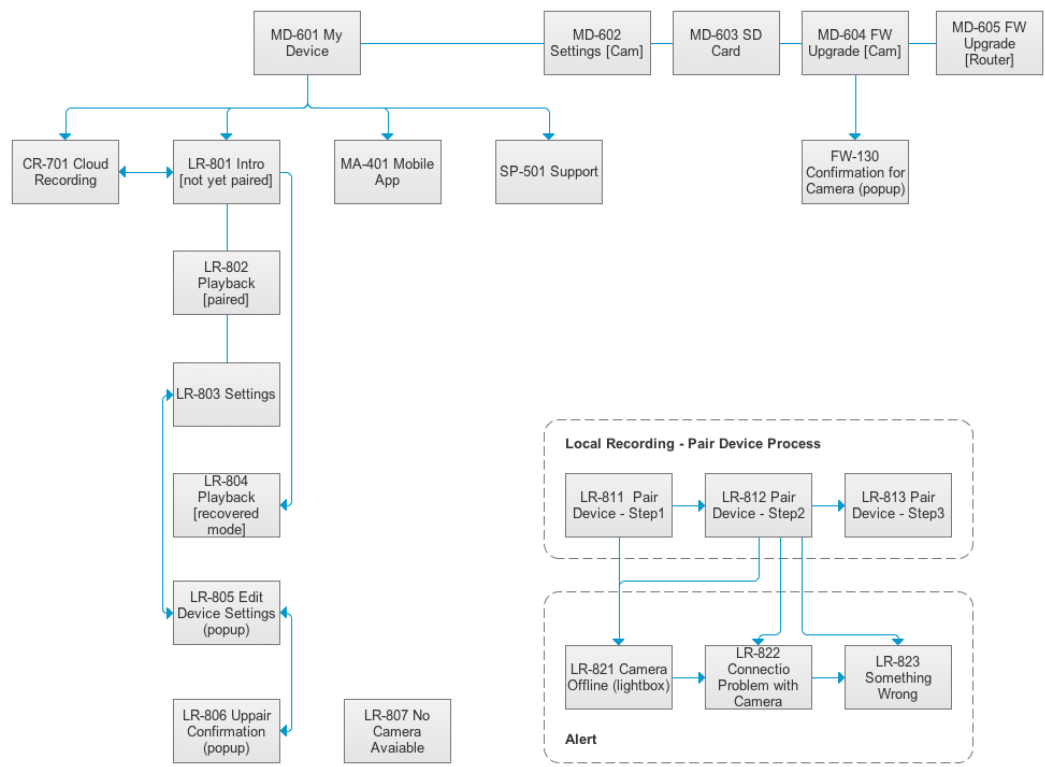 MD-601 My
Device
MD-602
Settings [Cam]
MD-603 SD
Card
MD-604 FW
Upgrade [Cam]
MD-605 FW
Upgrade
[Router]
CR-701 Cloud
Recording
LR-801 Intro
[not yet paired]
MA-401 Mobile
App
SP-501 Support
FW-130
Confirmation for
Camera (popup)
LR-802
Playback
[paired]
LR-803 Settings
LR-804
Playback
[recovered
mode]
Local Recording - Pair Device Process
LR-811  Pair
Device - Step1
LR-812 Pair
Device - Step2
LR-813 Pair
Device - Step3
LR-805 Edit
Device Settings
(popup)
LR-821 Camera
Offline (lightbox)
LR-822
Connectio
Problem with
Camera
LR-823
Something
Wrong
LR-806 Uppair
Confirmation
(popup)
LR-807 No
Camera
Avaiable
Alert